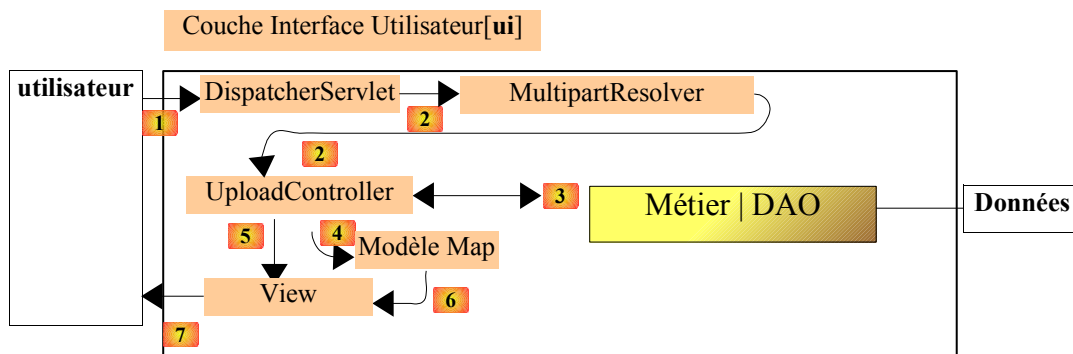 Couche Interface Utilisateur[ui]
utilisateur
DispatcherServlet
MultipartResolver
1
2
2
UploadController
3
Métier | DAO
Données
5
4
Modèle Map
View
6
7